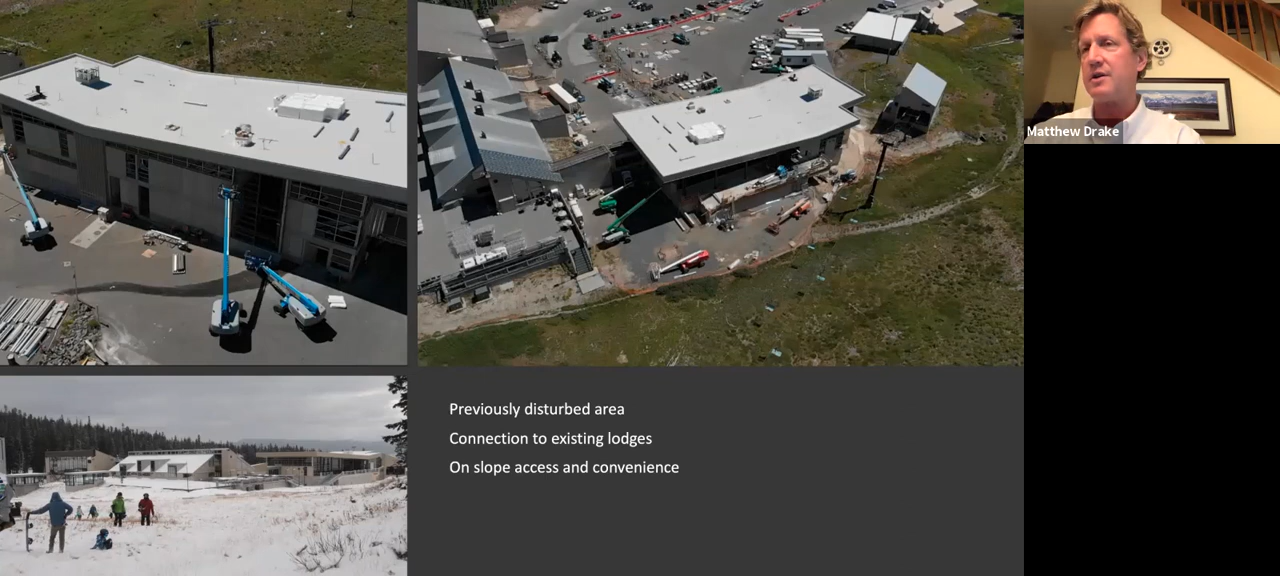 Matthew Drake
Previously disturbed area
Connection to existing lodges
On slope access and convenience